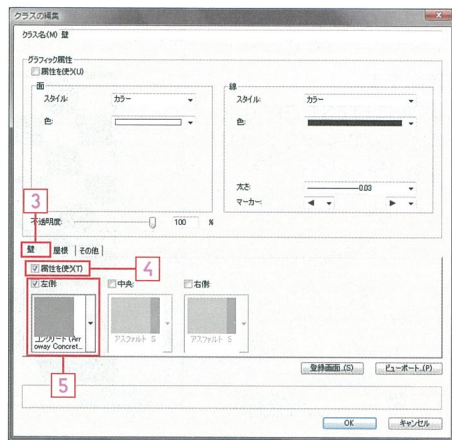 クラスの編集
クラス名(M) 壁
グラフィック属性
属性を使う(U)
面
スタイル: カラー
色:
線
スタイル: カラー
色:
太さ: 0.03
マーカー:
3
不透明度: 100 %
壁 屋根 その他
4
属性を使う(T)
左側: 中央: 右側:
コンクリート (Arr
oway Concret... アスファルト S アスファルト S
5
登録画面..(S) ビューポート..(P)
OK キャンセル